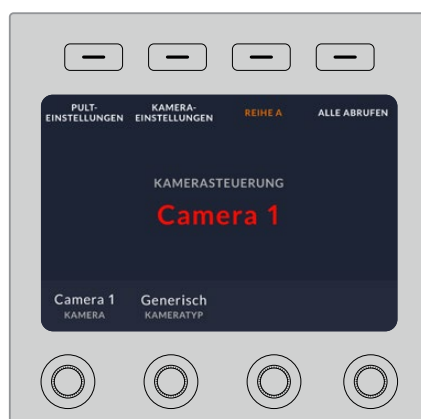 PULT-
EINSTELLUNGEN
KAMERA-
EINSTELLUNGEN
REIHE A
ALLE ABRUFEN
KAMERASTEUERUNG
Camera 1
Camera 1
KAMERA
Generisch
KAMERATYP